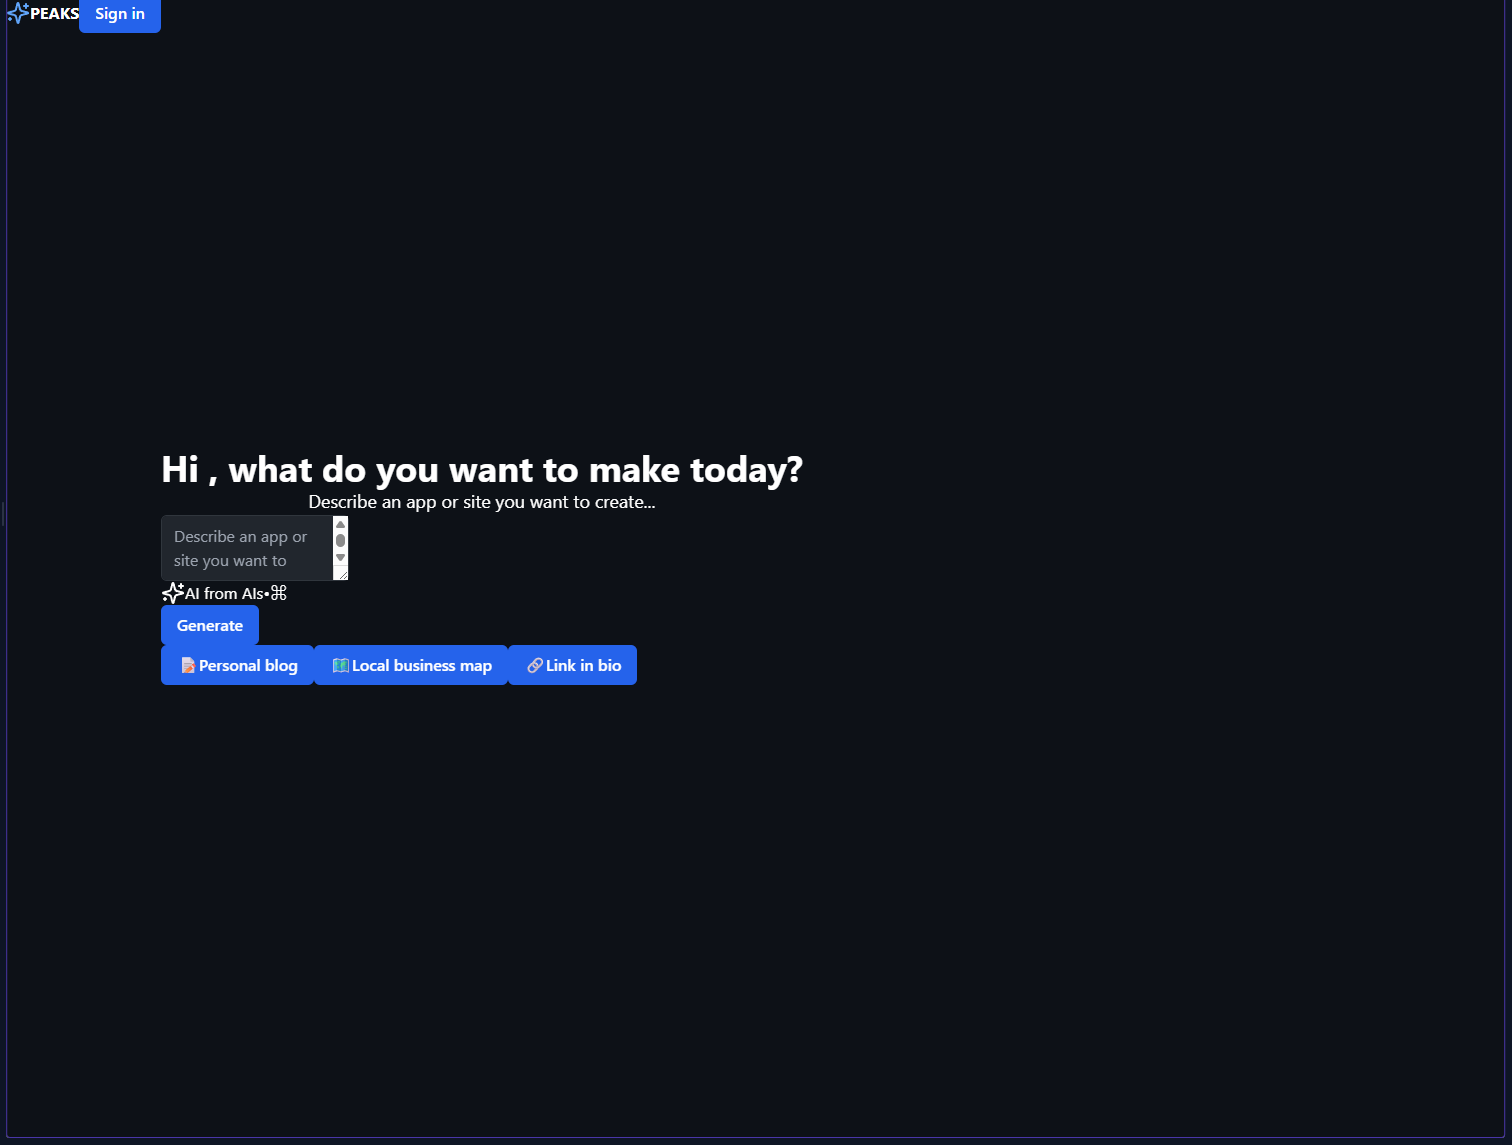 PEAKS Sign in
Hi , what do you want to make today?
Describe an app or site you want to create...
Describe an app or
site you want to
AI from AIs•⌘
Generate
Personal blog Local business map Link in bio